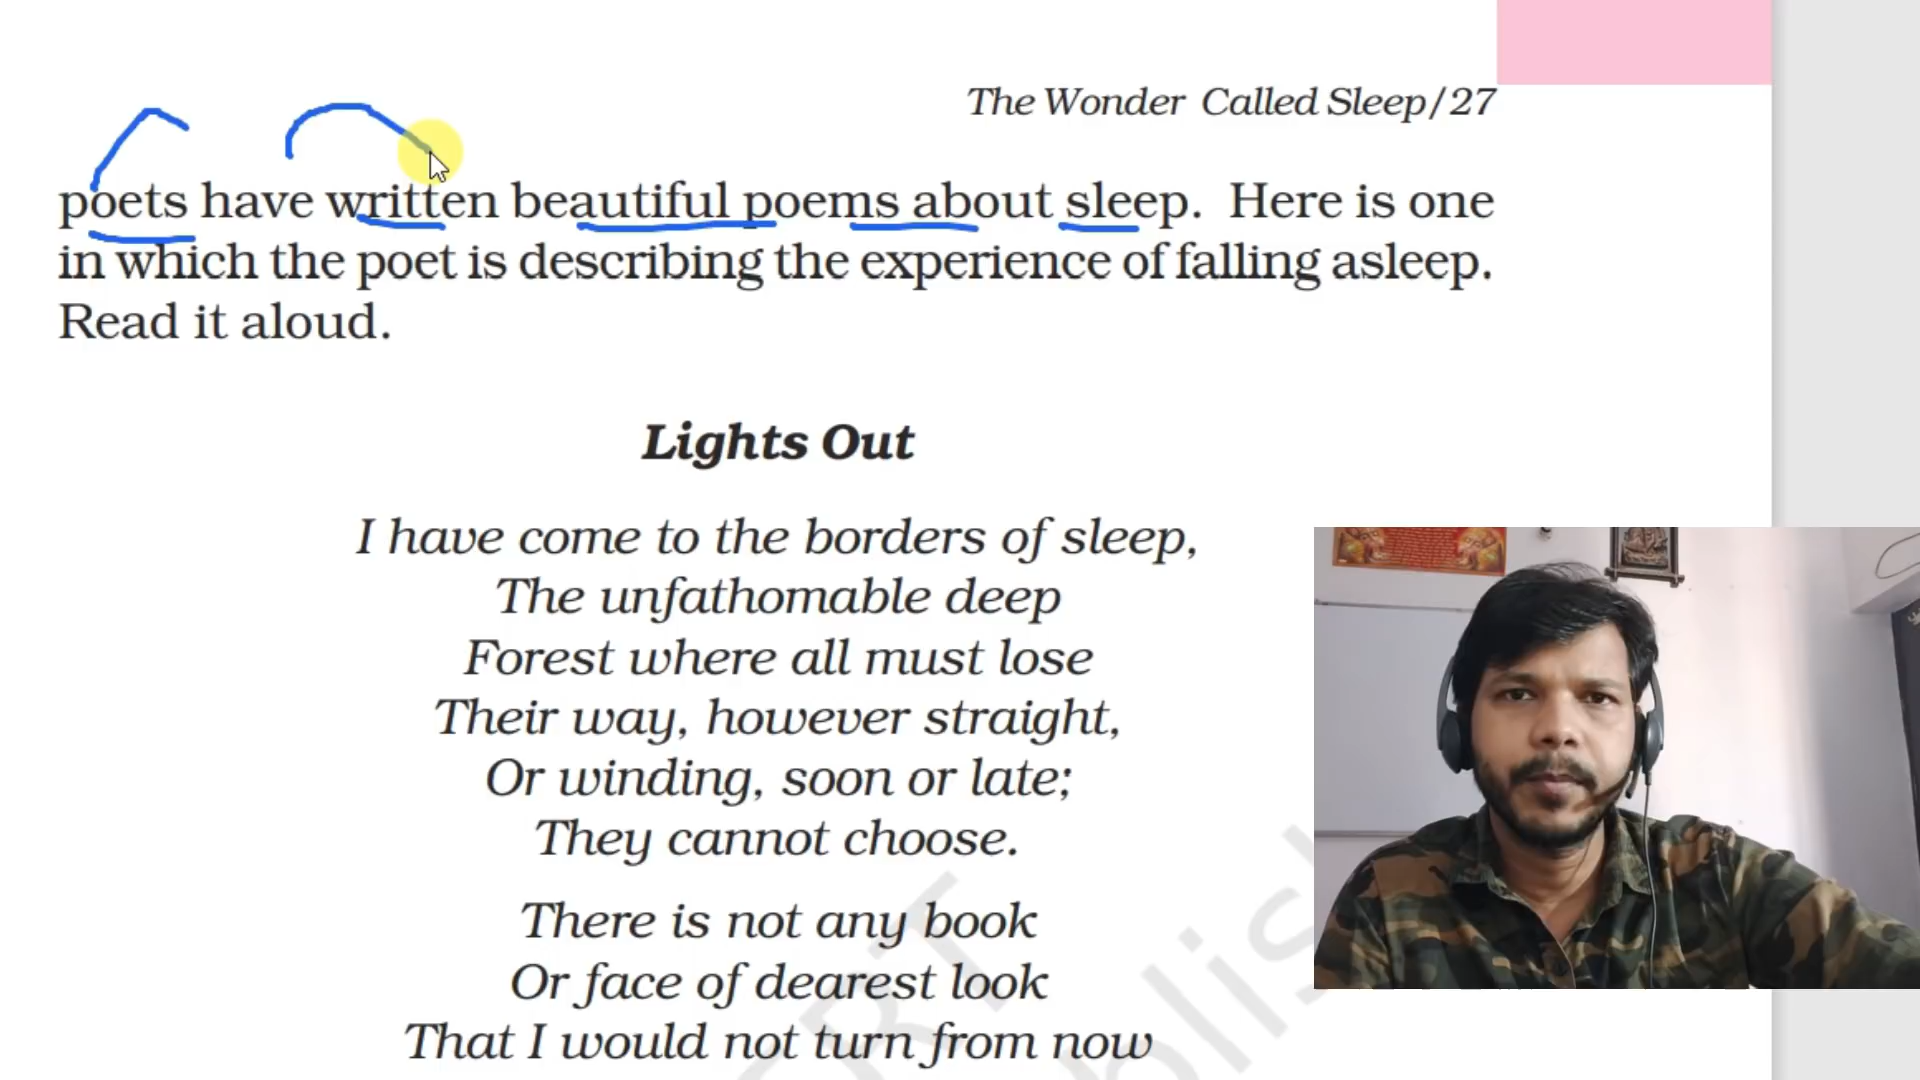 The Wonder Called Sleep/27
poets have written beautiful poems about sleep. Here is one
in which the poet is describing the experience of falling asleep.
Read it aloud.
Lights Out
I have come to the borders of sleep,
The unfathomable deep
Forest where all must lose
Their way, however straight,
Or winding, soon or late;
They cannot choose.
There is not any book
Or face of dearest look
That I would not turn from now